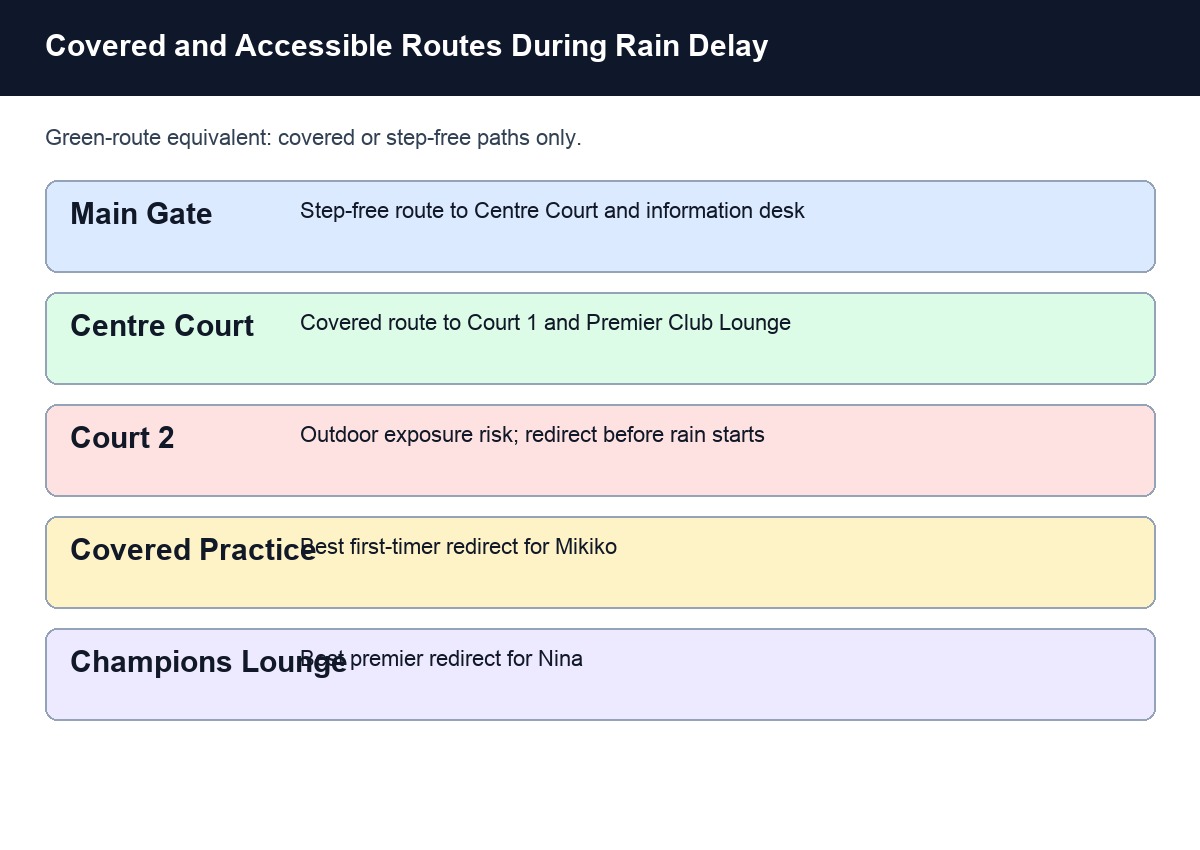 Covered and Accessible Routes During Rain Delay
Green-route equivalent: covered or step-free paths only.
Main Gate
Step-free route to Centre Court and information desk
Centre Court
Covered route to Court 1 and Premier Club Lounge
Court 2
Outdoor exposure risk; redirect before rain starts
Covered Practice
Best first-timer redirect for Mikiko
Champions Lounge
Best premier redirect for Nina